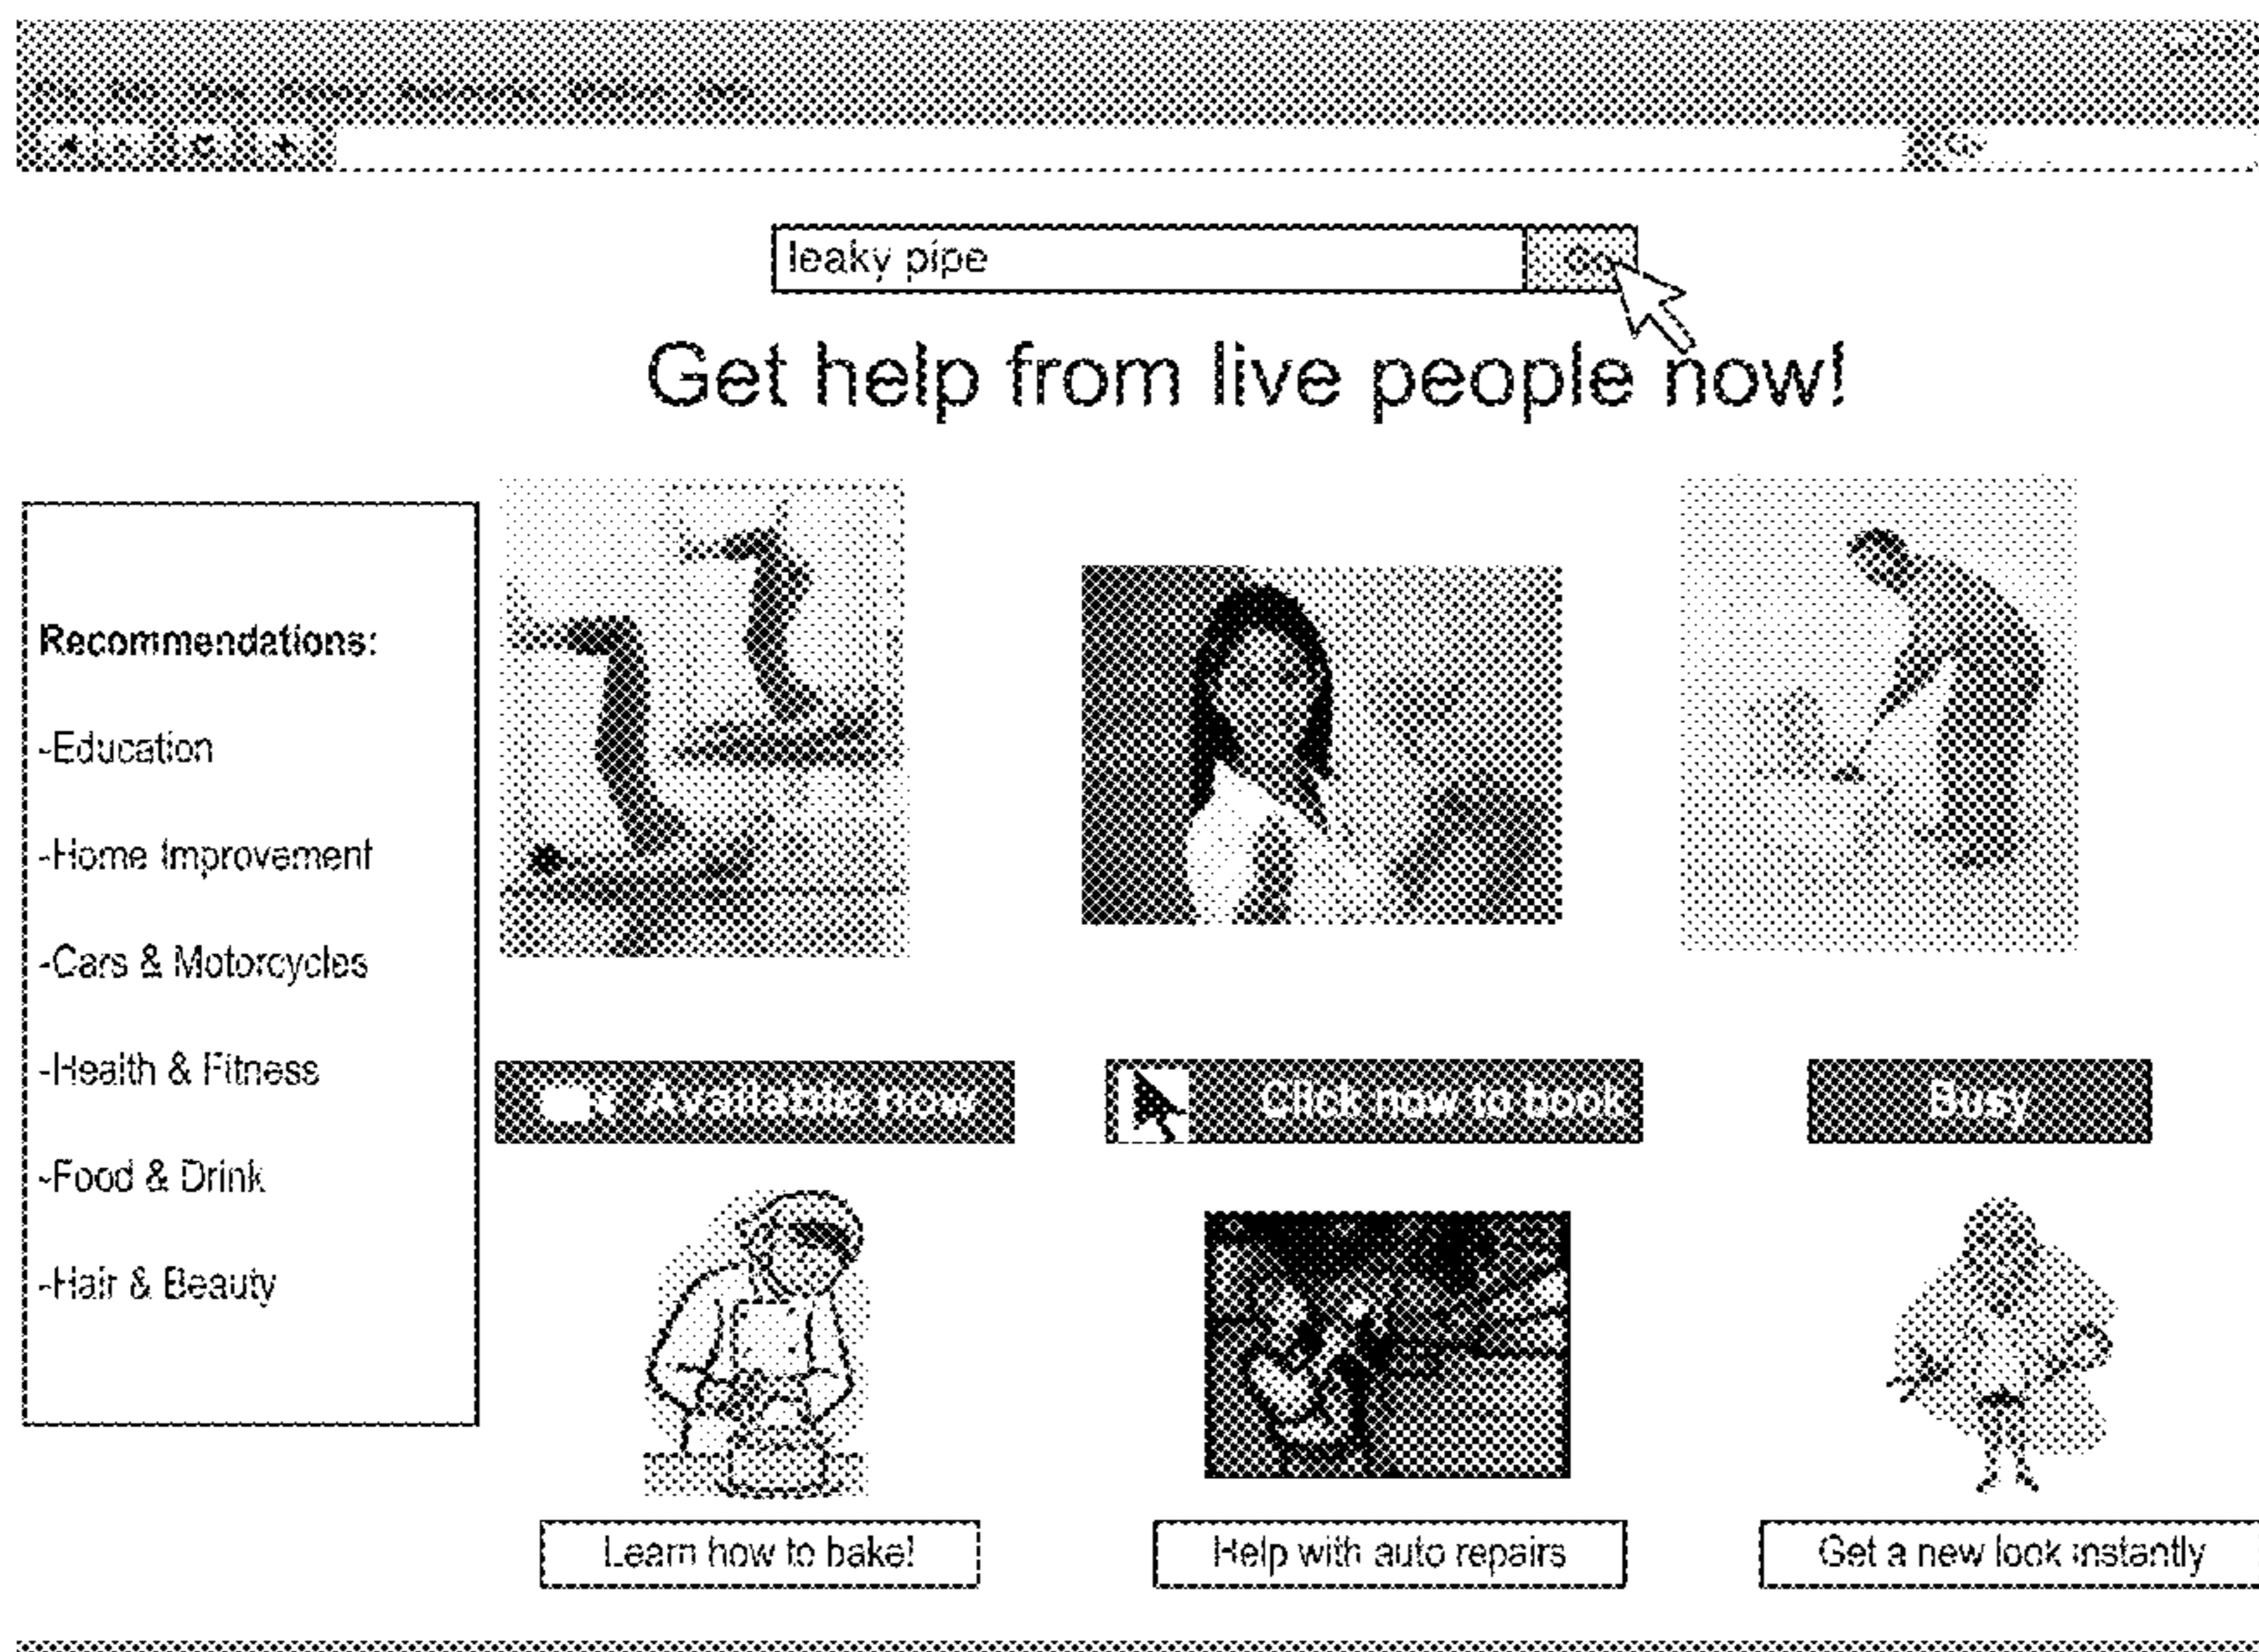 leaky pipe
Get help from live people now!
Recommendations:
-Education
-Home Improvement
-Cars & Motorcycles
-Health & Fitness
-Food & Drink
-Hair & Beauty
Available now
Click now to book
Busy
Learn how to bake!
Help with auto repairs
Get a new look instantly